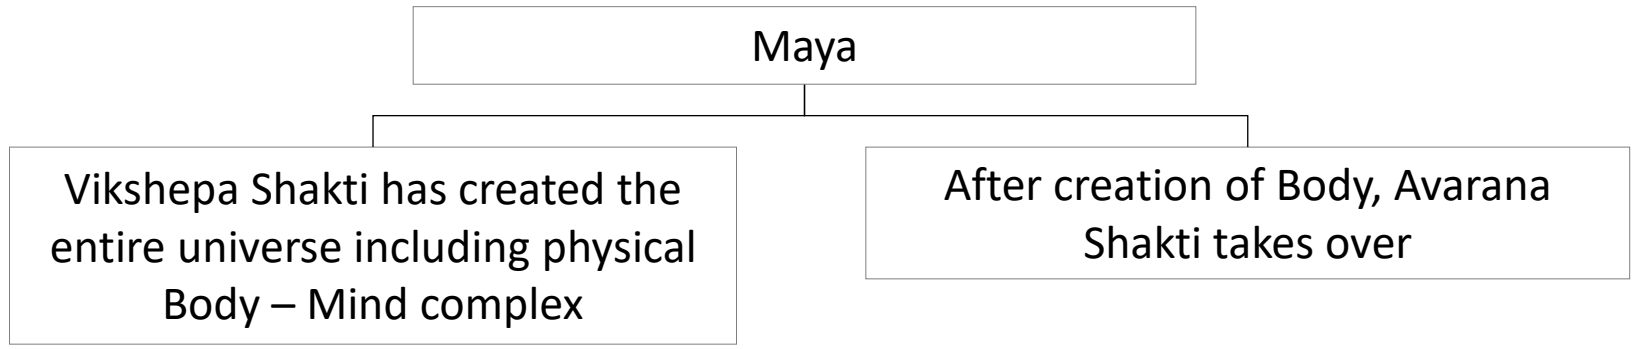 Maya
Vikshepa Shakti has created the
entire universe including physical
Body – Mind complex
After creation of Body, Avarana
Shakti takes over